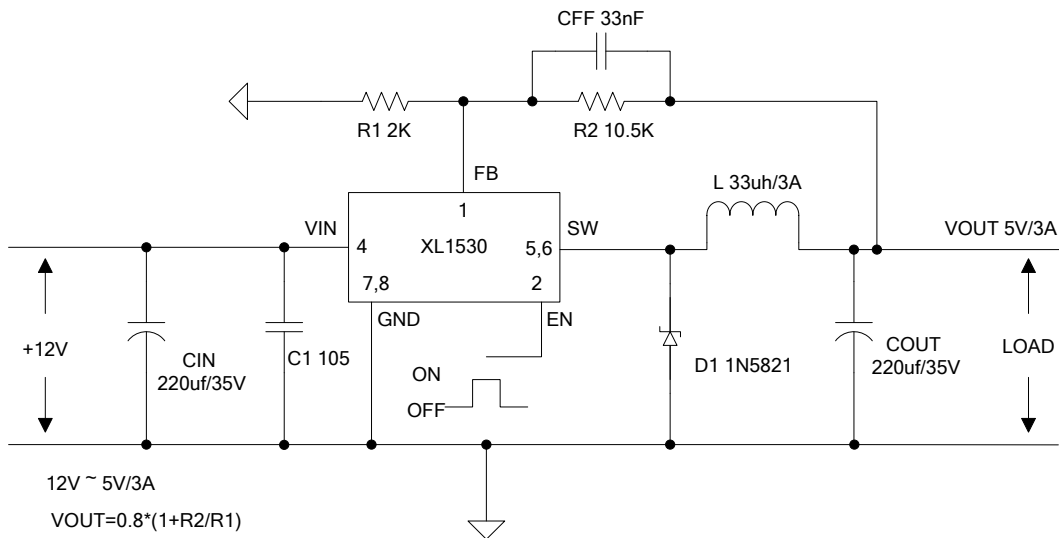 CFF 33nF
R1 2K
R2 10.5K
FB
L 33uh/3A
1
VIN
SW
VOUT 5V/3A
4
XL1530
5,6
7,8
2
GND
EN
+12V
CIN
220uf/35V
C1 105
ON
OFF
D1 1N5821
COUT
220uf/35V
LOAD
12V ~ 5V/3A
VOUT=0.8*(1+R2/R1)